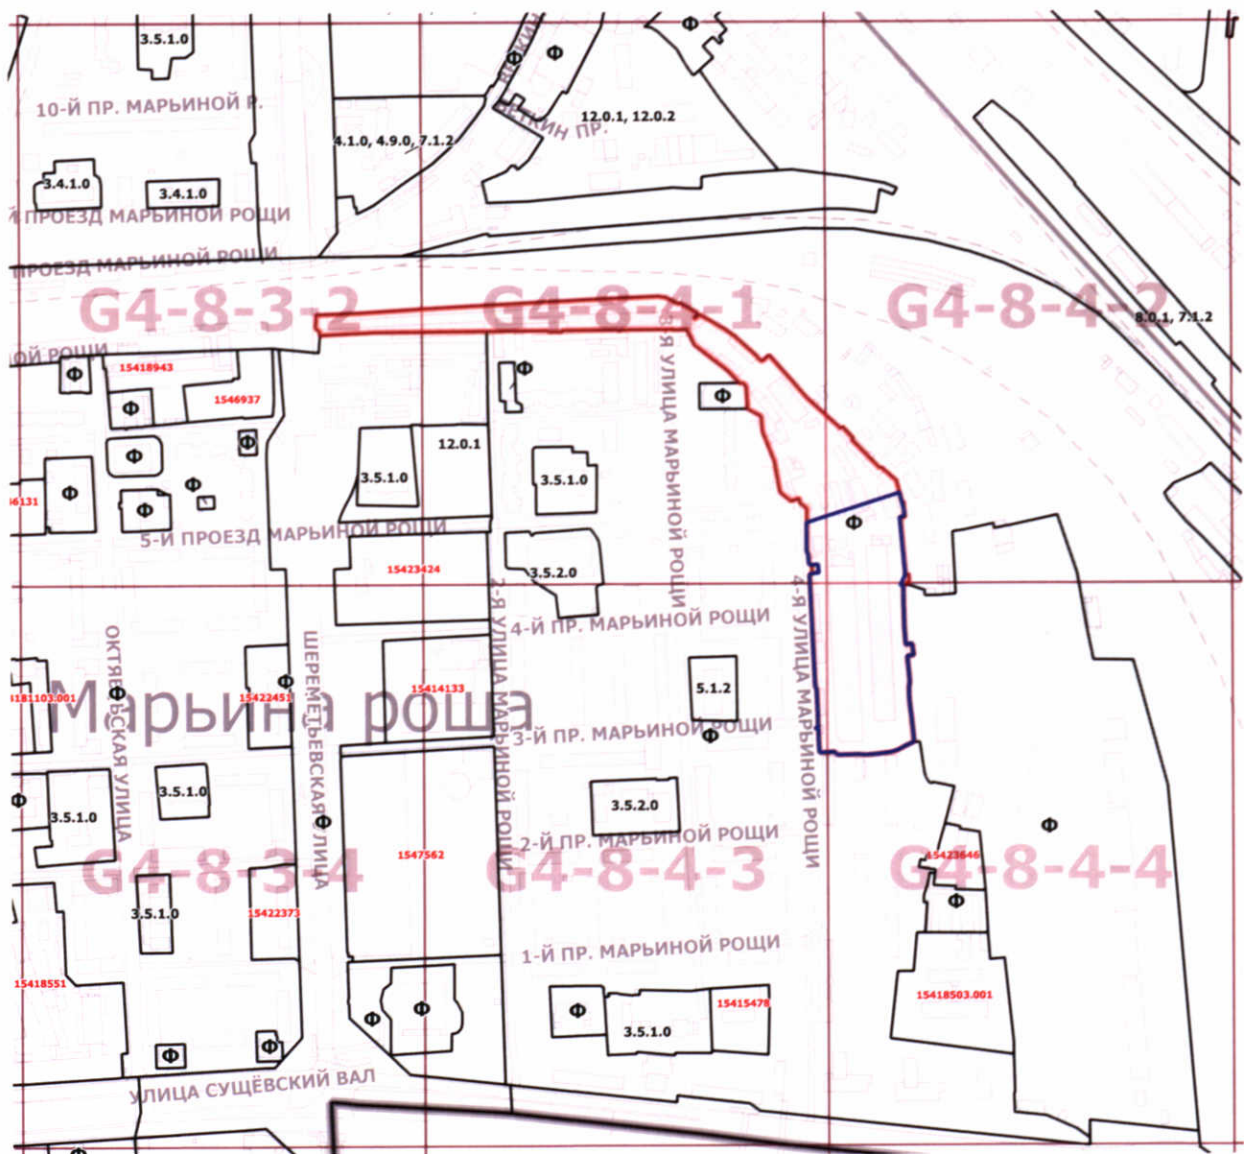 3.5.1.0
Φ
Φ
Φ
10-Й ПР. МАРЬИНОЙ Р.
12.0.1, 12.0.2
ВЕТКИН ПР.
4.1.0, 4.9.0, 7.1.2
3.4.1.0
3.4.1.0
ПРОЕЗД МАРЬИНОЙ РОЩИ
ПРОЕЗД МАРЬИНОЙ РОЩИ
G4-8-3-2
G4-8-4-1
G4-8-4-2
8.0.1, 7.1.2
РОЩИ
15418943
Φ
Φ
1546937
Φ
Φ
3-Я УЛИЦА МАРЬИНОЙ РОЩИ
Φ
12.0.1
Φ
Φ
3.5.1.0
3.5.1.0
Φ
Φ
Φ
Φ
5-Й ПРОЕЗД МАРЬИНОЙ РОЩИ
15423424
3.5.2.0
2-Я УЛИЦА МАРЬИНОЙ РОЩИ
4-Я УЛИЦА МАРЬИНОЙ РОЩИ
4-Й ПР. МАРЬИНОЙ РОЩИ
ОКТЯБРЬСКАЯ УЛИЦА
ШЕРЕМЕТЬЕВСКАЯ УЛИЦА
Φ
Φ
15422451
15414133
5.1.2
Марьина роща
3-Й ПР. МАРЬИНОЙ РОЩИ
Φ
Φ
3.5.1.0
3.5.1.0
Φ
3.5.2.0
Φ
2-Й ПР. МАРЬИНОЙ РОЩИ
1547562
15423646
G4-8-3-4
G4-8-4-3
G4-8-4-4
3.5.1.0
15422373
Φ
1-Й ПР. МАРЬИНОЙ РОЩИ
15418551
15418503.001
15415478
Φ
Φ
Φ
3.5.1.0
Φ
Φ
УЛИЦА СУЩЁВСКИЙ ВАЛ
Φ